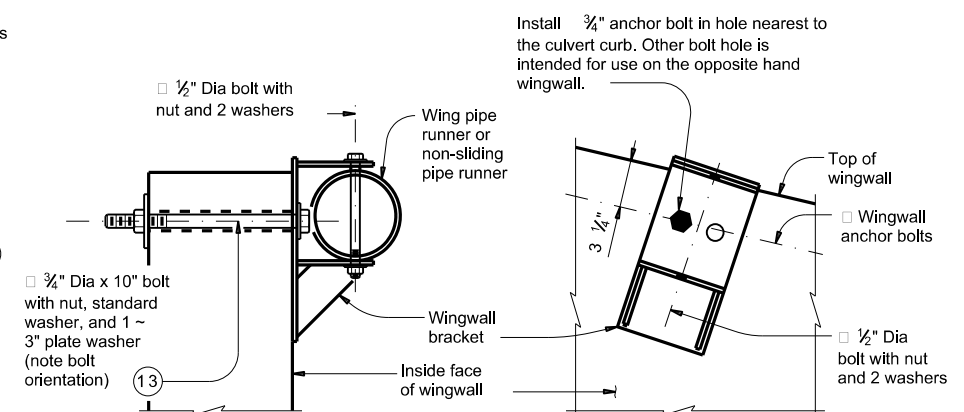 s
)
□ ½" Dia bolt with
nut and 2 washers
Wing pipe
runner or
non-sliding
pipe runner
□ ¾" Dia x 10" bolt
with nut, standard
washer, and 1 ~
3" plate washer
(note bolt
orientation)
13
Wingwall
bracket
Inside face
of wingwall
Install ¾" anchor bolt in hole nearest to
the culvert curb. Other bolt hole is
intended for use on the opposite hand
wingwall.
3 ¼"
Top of
wingwall
□ Wingwall
anchor bolts
□ ½" Dia
bolt with nut
and 2 washers